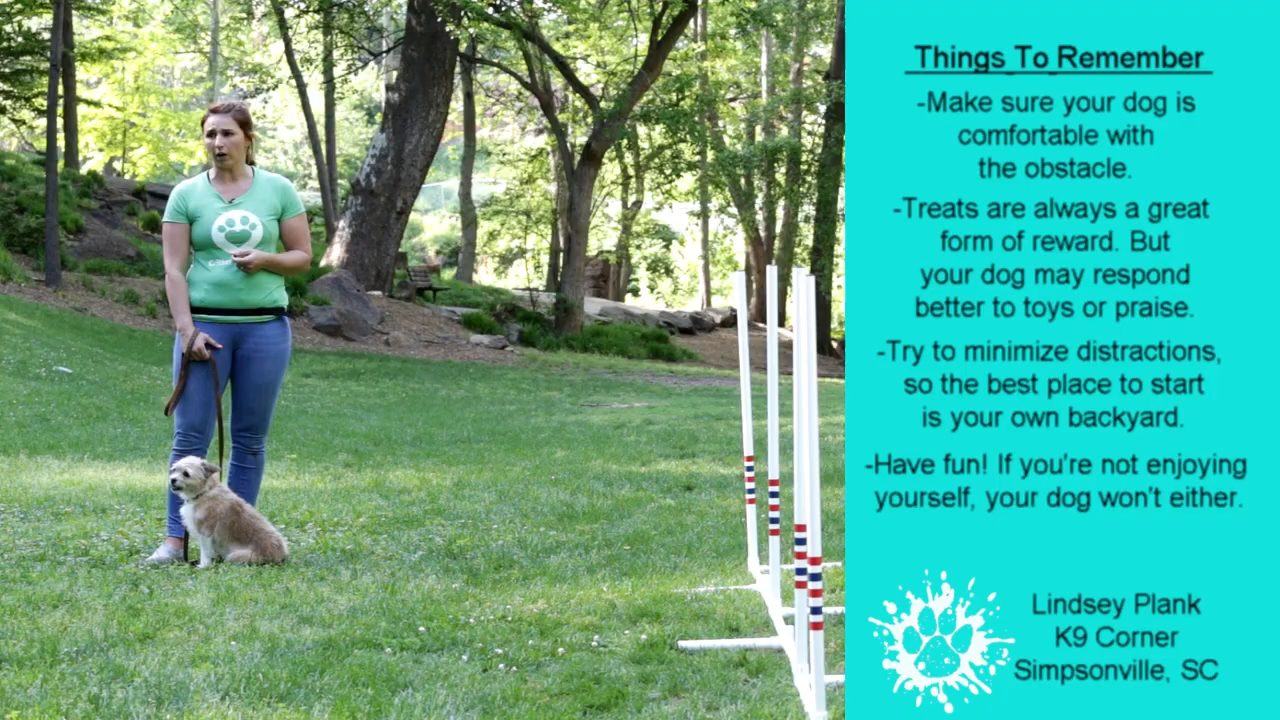 Things To Remember
-Make sure your dog is
comfortable with
the obstacle.
-Treats are always a great
form of reward. But
your dog may respond
better to toys or praise.
-Try to minimize distractions,
so the best place to start
is your own backyard.
-Have fun! If you're not enjoying
yourself, your dog won't either.
Lindsey Plank
K9 Corner
Simpsonville, SC